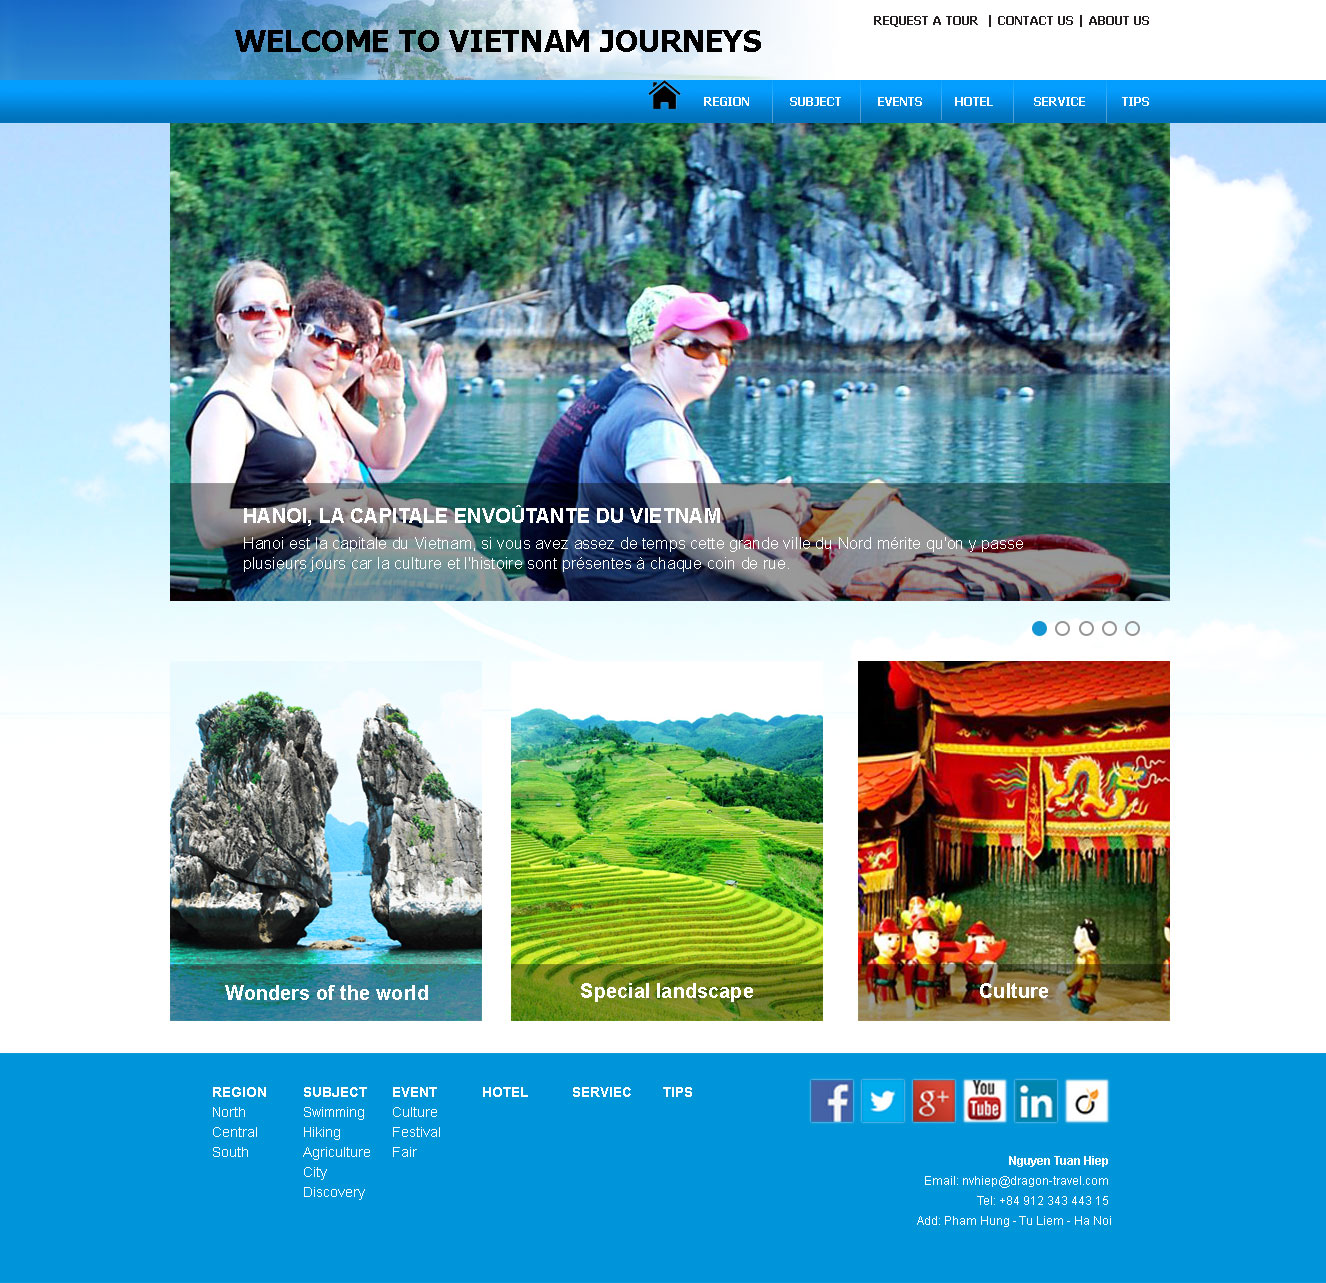 WELCOME TO VIETNAM JOURNEYS
REQUEST A TOUR | CONTACT US | ABOUT US
REGION SUBJECT EVENTS HOTEL SERVICE TIPS
HANOI, LA CAPITALE ENVOÛTANTE DU VIETNAM
Hanoi est la capitale du Vietnam, si vous avez assez de temps cette grande ville du Nord mérite qu'on y passe
plusieurs jours car la culture et l'histoire sont présentes à chaque coin de rue.
Wonders of the world
Special landscape
Culture
REGION
North
Central
South
SUBJECT
Swimming
Hiking
Agriculture
City
Discovery
EVENT
Culture
Festival
Fair
HOTEL
SERVIEC
TIPS
f
g+
You
Tube
in
Nguyen Tuan Hiep
Email: nvhiep@dragon-travel.com
Tel: +84 912 343 443 15
Add: Pham Hung - Tu Liem - Ha Noi